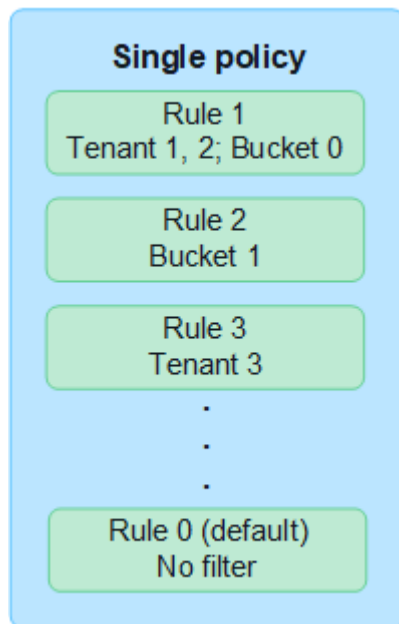 Single policy
Rule 1
Tenant 1, 2; Bucket 0
Rule 2
Bucket 1
Rule 3
Tenant 3
.
.
.
Rule 0 (default)
No filter